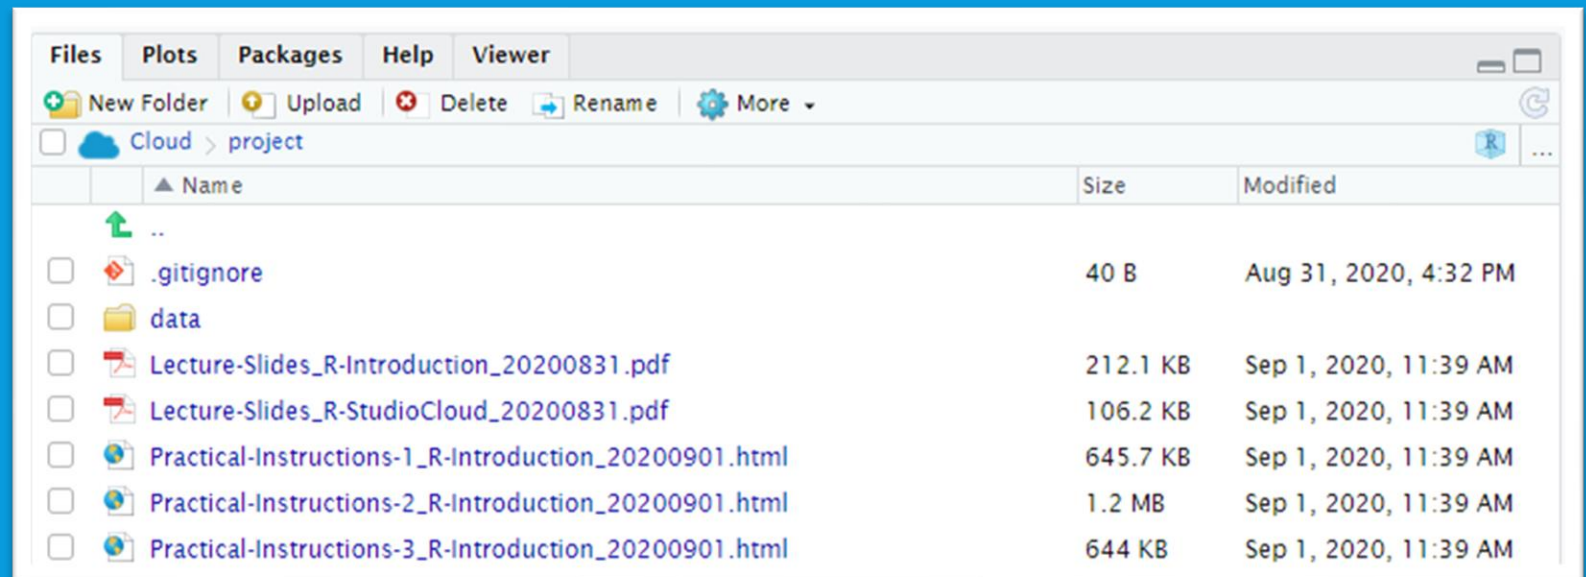 Files Plots Packages Help Viewer
New Folder Upload Delete Rename More
Cloud > project R ...
Name Size Modified
..
.gitignore 40 B Aug 31, 2020, 4:32 PM
data
Lecture-Slides_R-Introduction_20200831.pdf 212.1 KB Sep 1, 2020, 11:39 AM
Lecture-Slides_R-StudioCloud_20200831.pdf 106.2 KB Sep 1, 2020, 11:39 AM
Practical-Instructions-1_R-Introduction_20200901.html 645.7 KB Sep 1, 2020, 11:39 AM
Practical-Instructions-2_R-Introduction_20200901.html 1.2 MB Sep 1, 2020, 11:39 AM
Practical-Instructions-3_R-Introduction_20200901.html 644 KB Sep 1, 2020, 11:39 AM